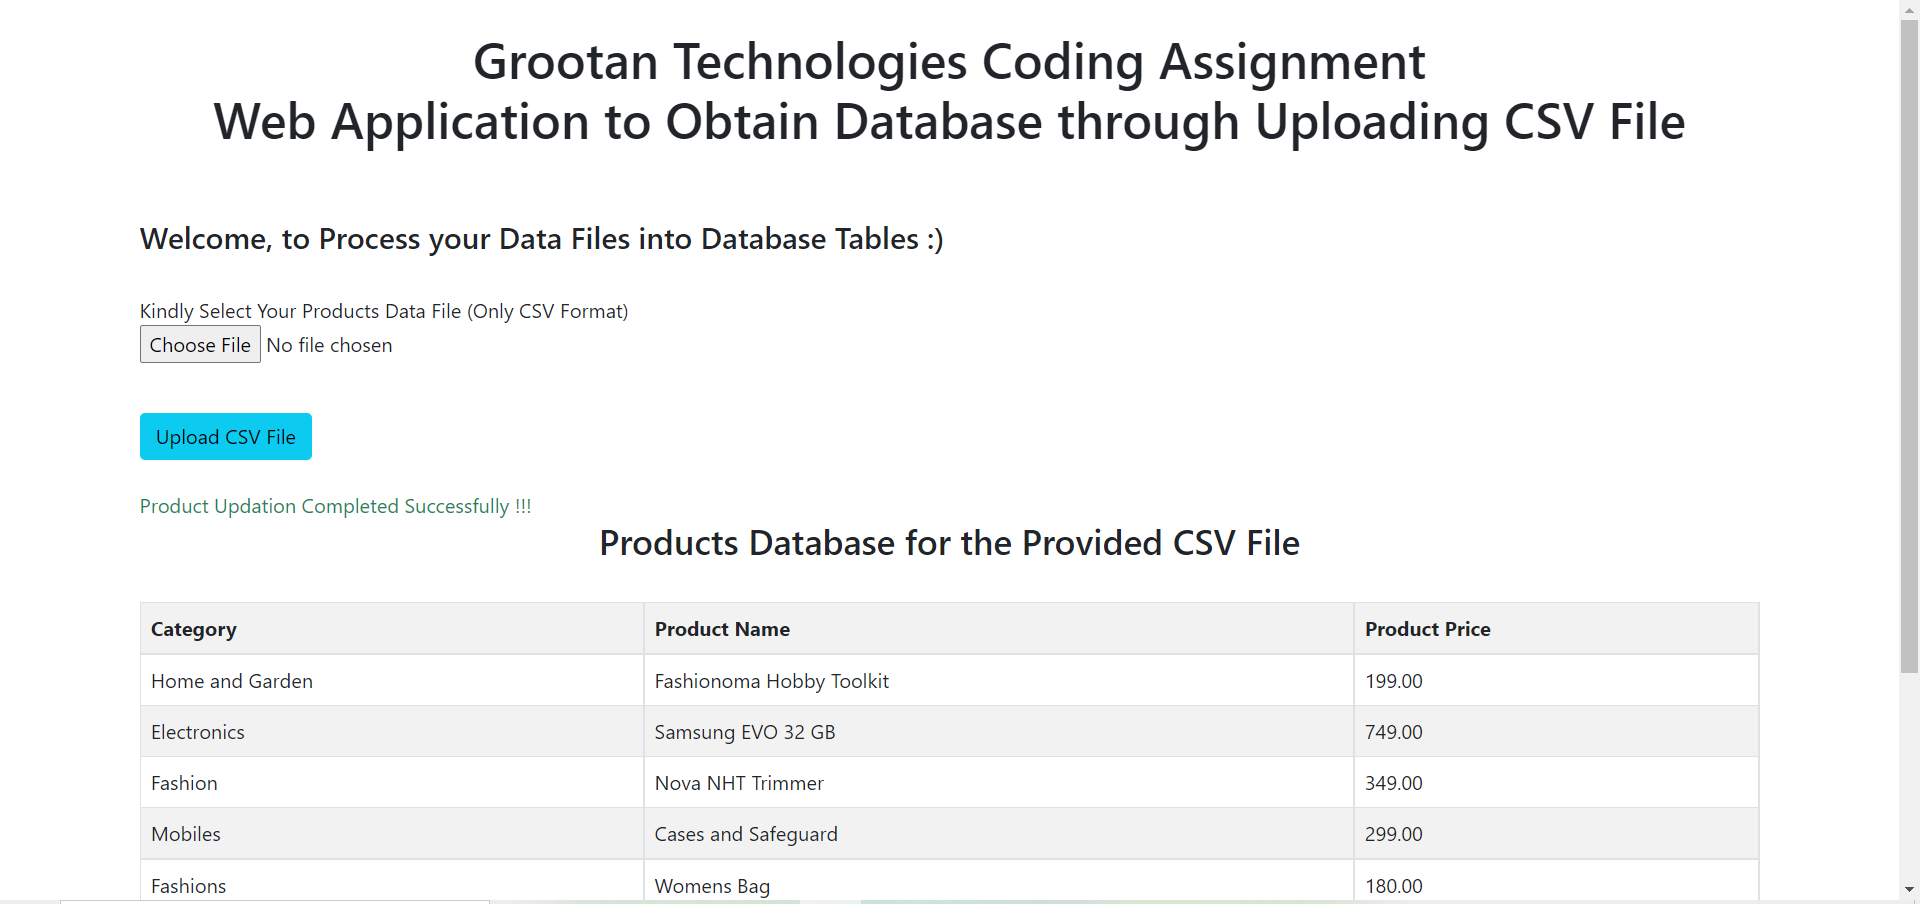 Grootan Technologies Coding Assignment
Web Application to Obtain Database through Uploading CSV File
Welcome, to Process your Data Files into Database Tables :)
Kindly Select Your Products Data File (Only CSV Format)
Choose File No file chosen
Upload CSV File
Product Updation Completed Successfully !!!
Products Database for the Provided CSV File
Category Product Name Product Price
Home and Garden Fashionoma Hobby Toolkit 199.00
Electronics Samsung EVO 32 GB 749.00
Fashion Nova NHT Trimmer 349.00
Mobiles Cases and Safeguard 299.00
Fashions Womens Bag 180.00